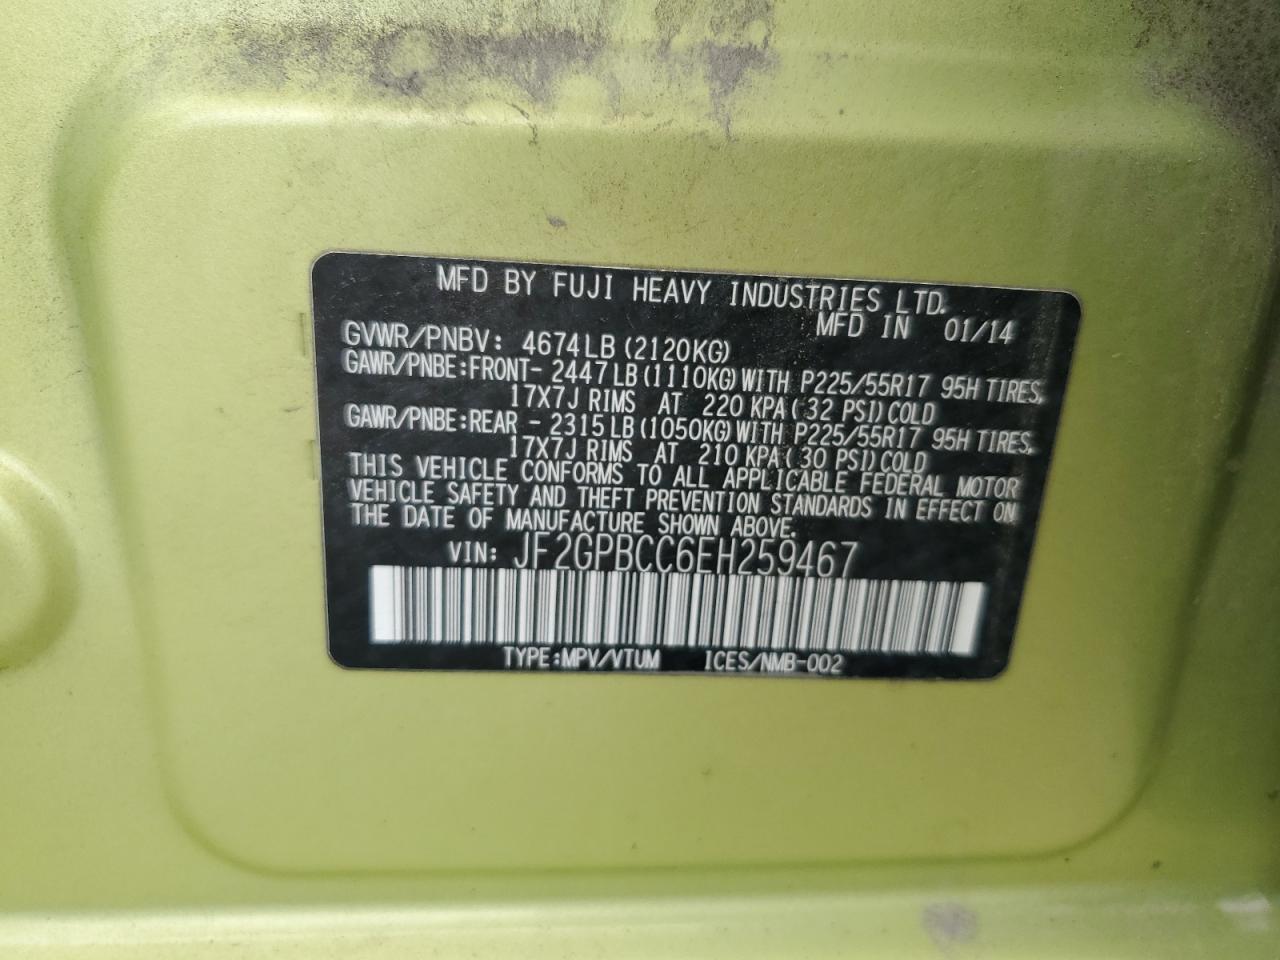 MFD BY FUJI HEAVY INDUSTRIES LTD.
MFD IN 01/14
GVWR/PNBV: 4674LB (2120KG)
GAWR/PNBE:FRONT- 2447LB (1110KG) WITH P225/55R17 95H TIRES,
17X7J RIMS AT 220 KPA ( 32 PSI) COLD
GAWR/PNBE:REAR - 2315LB (1050KG) WITH P225/55R17 95H TIRES,
17X7J RIMS AT 210 KPA ( 30 PSI) COLD
THIS VEHICLE CONFORMS TO ALL APPLICABLE FEDERAL MOTOR
VEHICLE SAFETY AND THEFT PREVENTION STANDARDS IN EFFECT ON
THE DATE OF MANUFACTURE SHOWN ABOVE.
VIN: JF2GPBCC6EH259467
TYPE:MPV/VTUM ICES/NMB-002